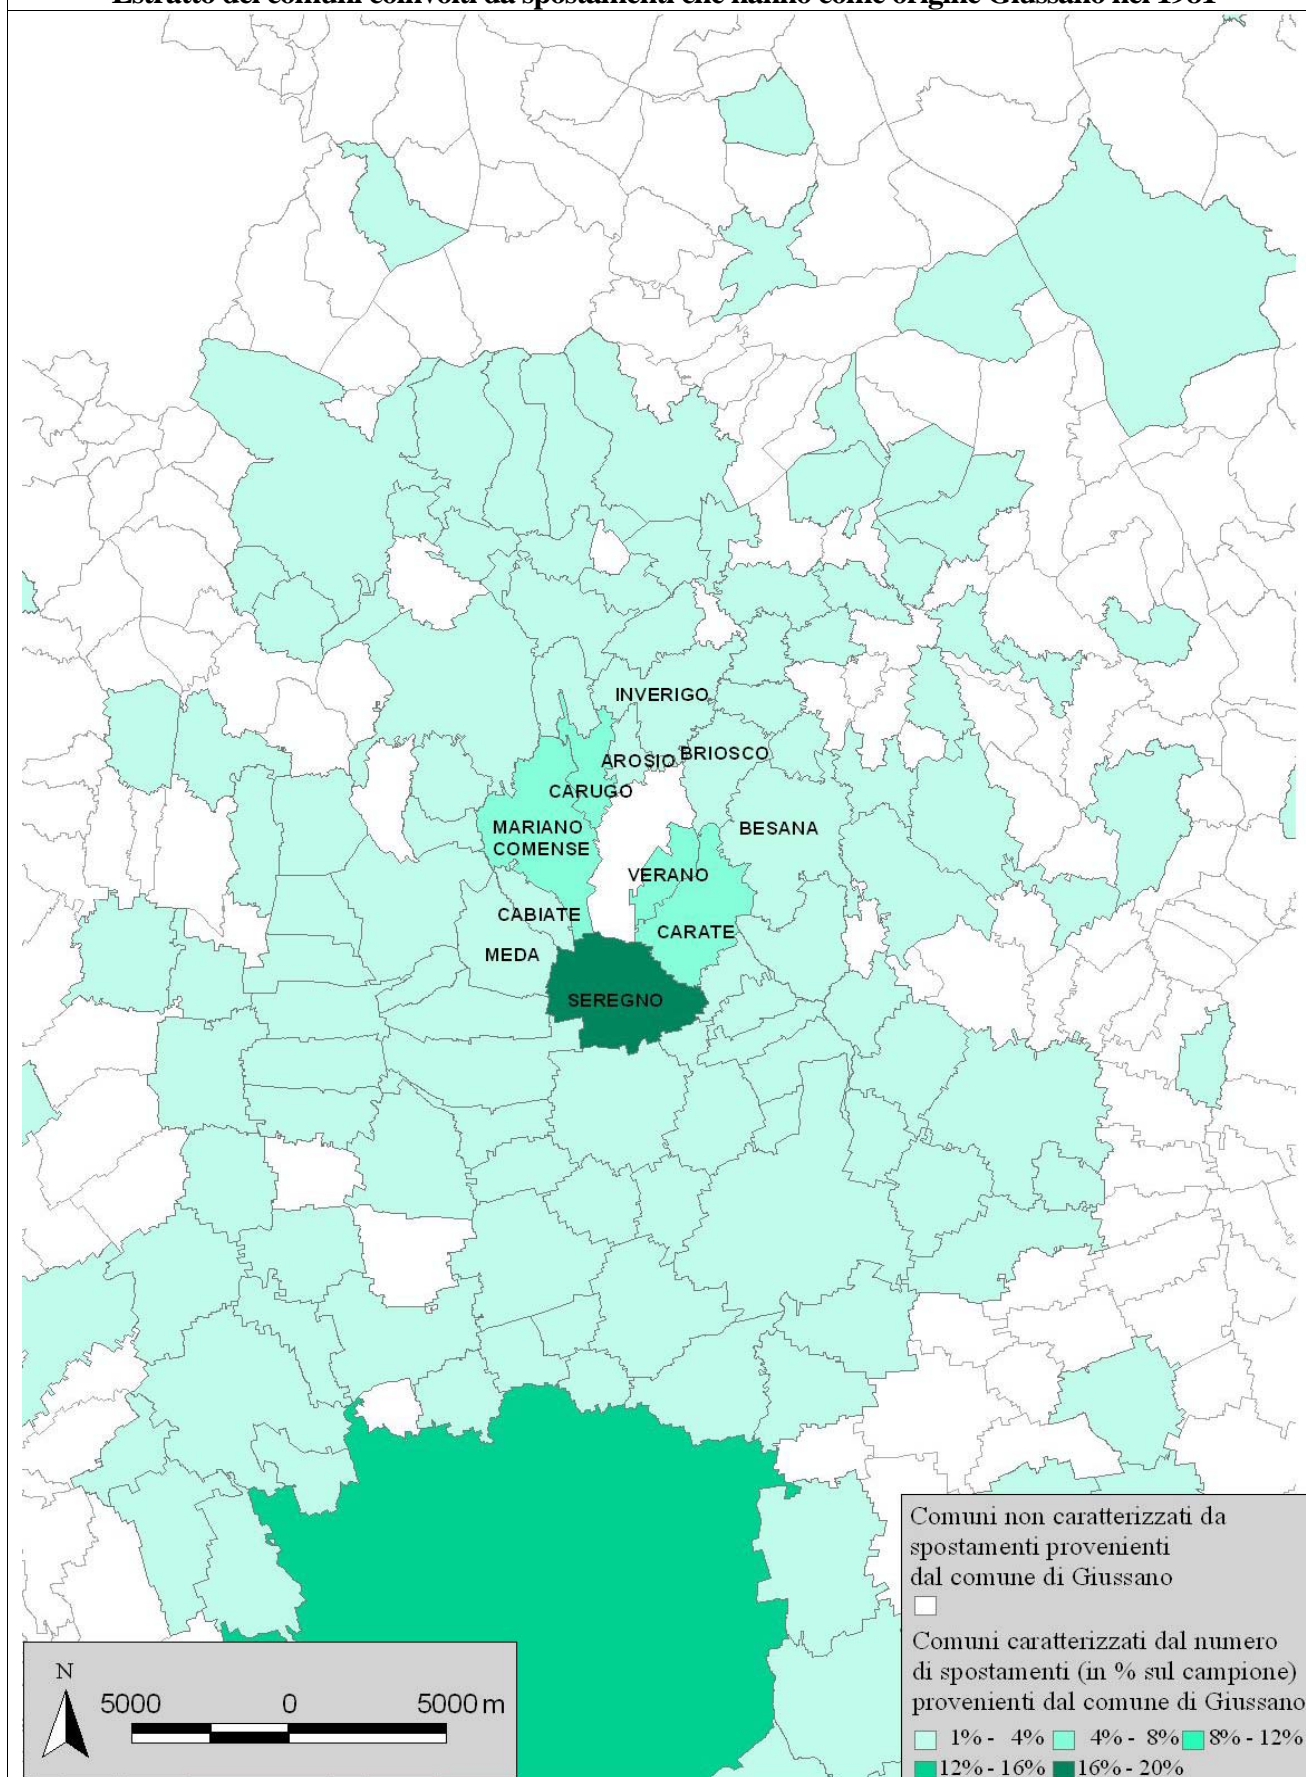 Estratto dei comuni coinvolti da spostamenti che hanno come origine Giussano nel 1981
INVERIGO
AROSIO
BRIOSCO
CARUGO
MARIANO
COMENSE
BESANA
VERANO
CABIATE
CARATE
MEDA
SEREGNO
Comuni non caratterizzati da
spostamenti provenienti
dal comune di Giussano
Comuni caratterizzati dal numero
di spostamenti (in % sul campione)
provenienti dal comune di Giussano
1% - 4% 4% - 8% 8% - 12%
12% - 16% 16% - 20%
N
5000 0 5000 m